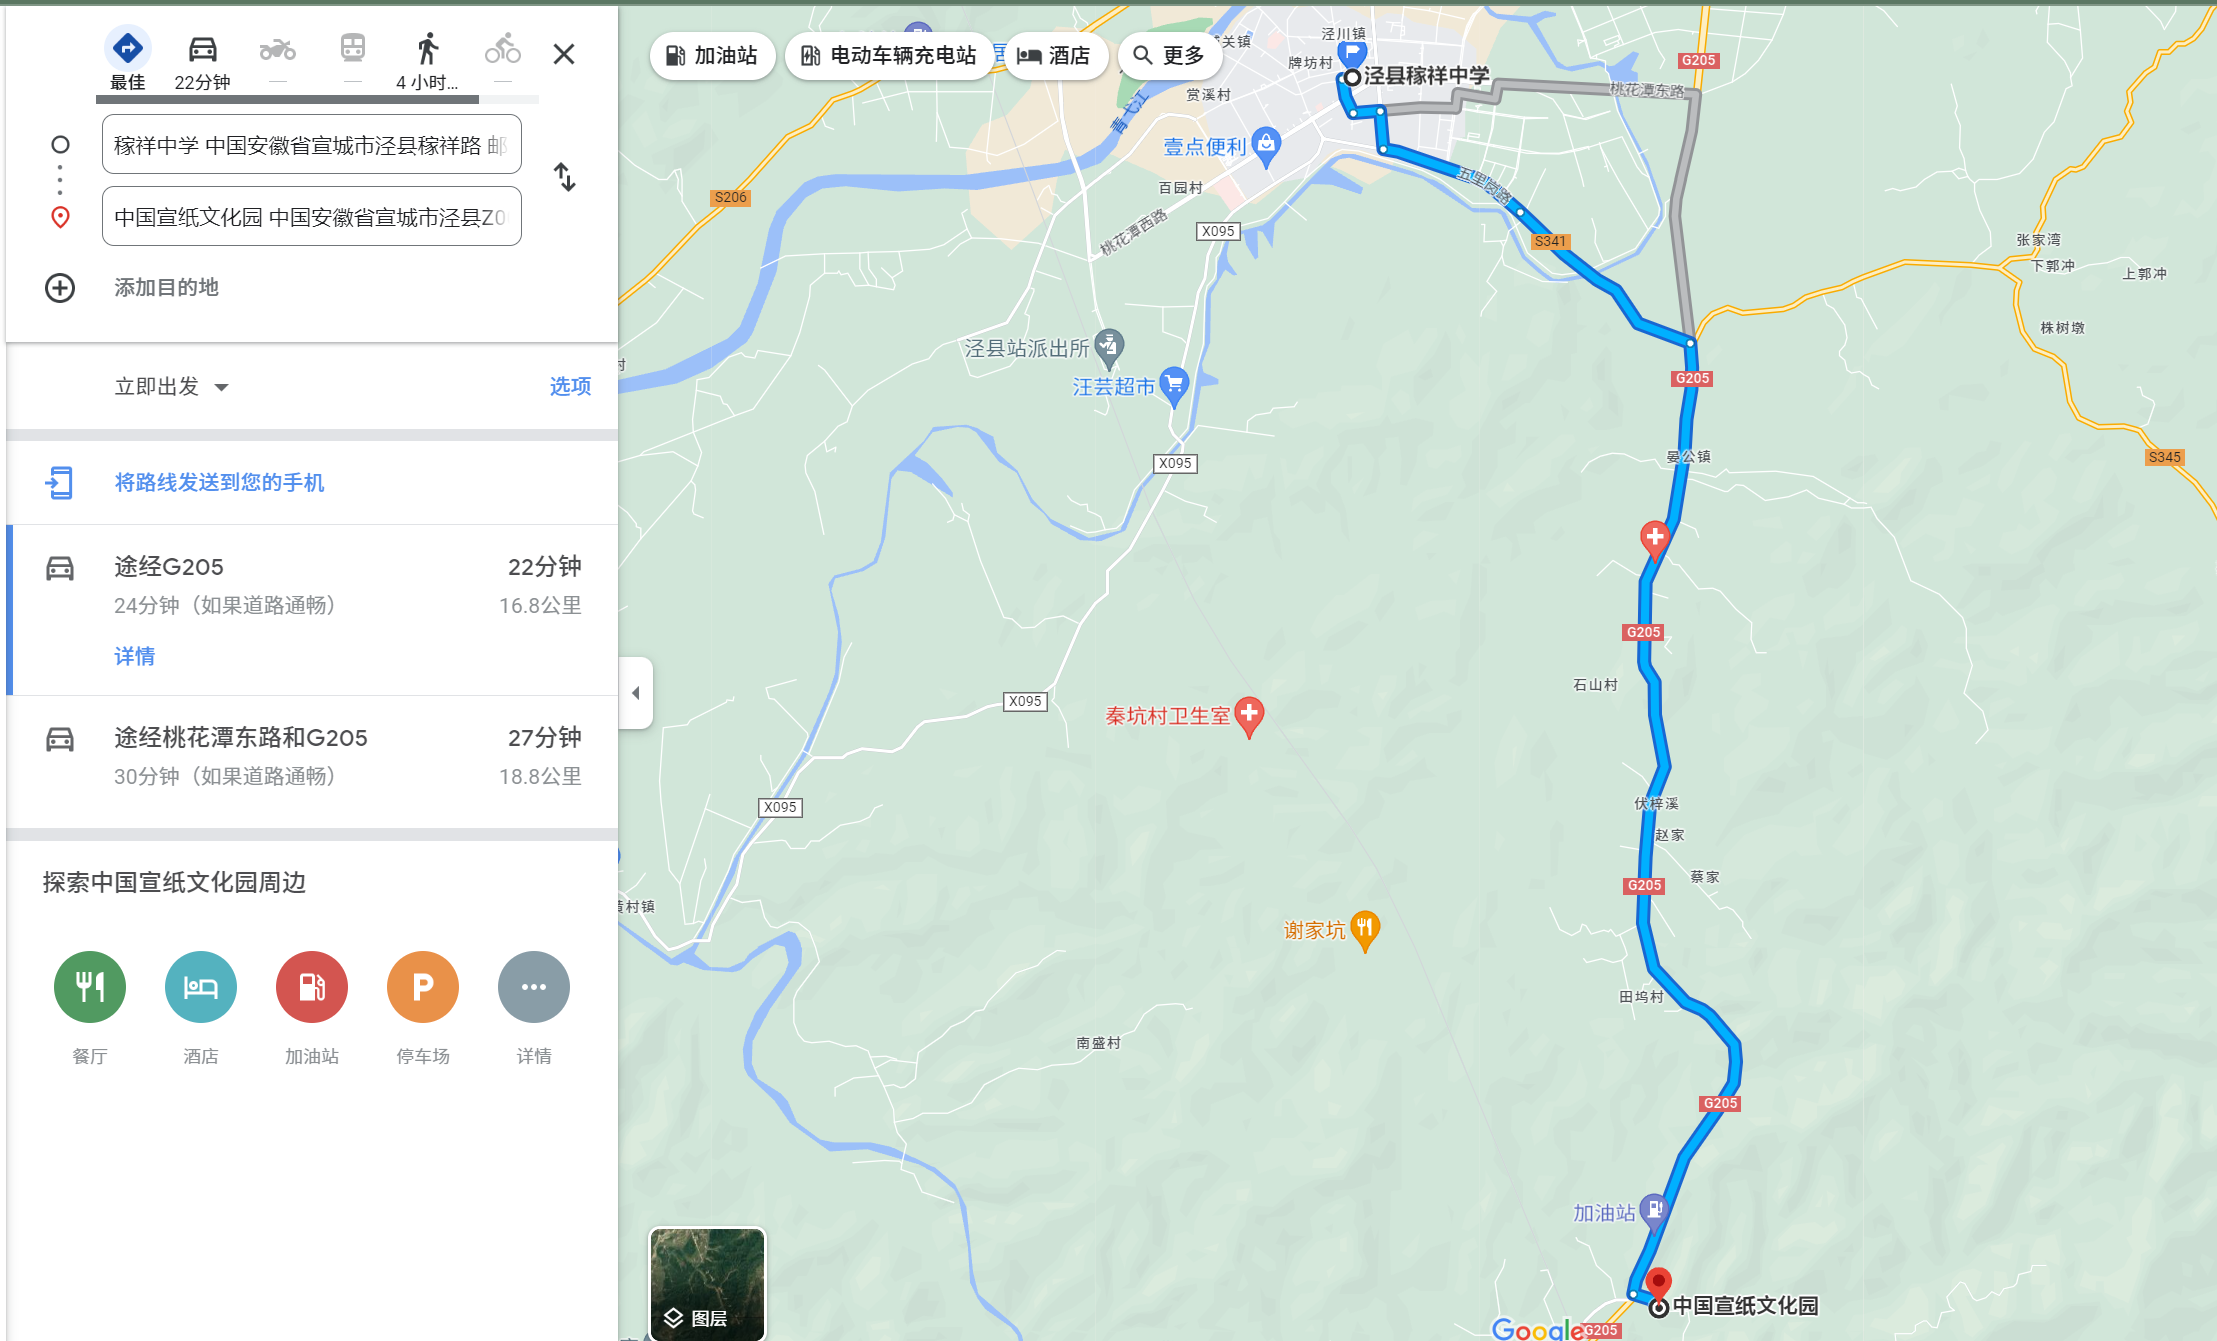 最佳
22分钟
4 小时...
稼祥中学 中国安徽省宣城市泾县稼祥路 邮
中国宣纸文化园 中国安徽省宣城市泾县Z0
添加目的地
立即出发
选项
将路线发送到您的手机
途经G205
22分钟
24分钟（如果道路通畅）
16.8公里
详情
途经桃花潭东路和G205
27分钟
30分钟（如果道路通畅）
18.8公里
探索中国宣纸文化园周边
餐厅
酒店
加油站
停车场
详情
加油站
电动车辆充电站
酒店
更多
关镇
泾川镇
牌坊村
泾县稼祥中学
G205
桃花潭东路
赏溪村
青弋江
壹点便利
百园村
S206
五里岗路
桃花潭西路
X095
S341
张家湾
下郭冲
上郭冲
株树墩
泾县站派出所
汪芸超市
村
G205
晏公镇
S345
X095
G205
石山村
X095
秦坑村卫生室
伏梓溪
赵家
X095
蔡家
G205
黄村镇
谢家坑
田坞村
南盛村
G205
加油站
中国宣纸文化园
图层
Google
G205